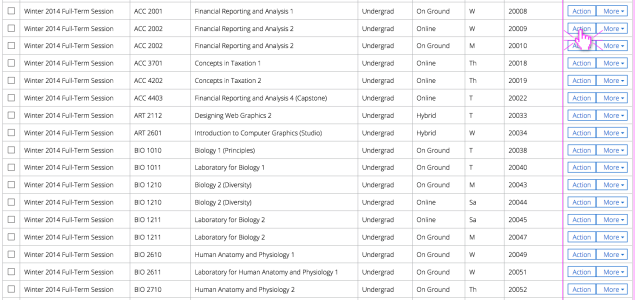 Winter 2014 Full-Term Session ACC 2001 Financial Reporting and Analysis 1 Undergrad On Ground W 20008 Action More
Winter 2014 Full-Term Session ACC 2002 Financial Reporting and Analysis 2 Undergrad Online W 20009 Action More
Winter 2014 Full-Term Session ACC 2002 Financial Reporting and Analysis 2 Undergrad On Ground M 20010 More
Winter 2014 Full-Term Session ACC 3701 Concepts in Taxation 1 Undergrad Online Th 20018 Action More
Winter 2014 Full-Term Session ACC 4202 Concepts in Taxation 2 Undergrad Online Th 20019 Action More
Winter 2014 Full-Term Session ACC 4403 Financial Reporting and Analysis 4 (Capstone) Undergrad Online T 20022 Action More
Winter 2014 Full-Term Session ART 2112 Designing Web Graphics 2 Undergrad Hybrid T 20033 Action More
Winter 2014 Full-Term Session ART 2601 Introduction to Computer Graphics (Studio) Undergrad Hybrid W 20034 Action More
Winter 2014 Full-Term Session BIO 1010 Biology 1 (Principles) Undergrad On Ground T 20038 Action More
Winter 2014 Full-Term Session BIO 1011 Laboratory for Biology 1 Undergrad On Ground T 20040 Action More
Winter 2014 Full-Term Session BIO 1210 Biology 2 (Diversity) Undergrad On Ground M 20043 Action More
Winter 2014 Full-Term Session BIO 1210 Biology 2 (Diversity) Undergrad Online Sa 20044 Action More
Winter 2014 Full-Term Session BIO 1211 Laboratory for Biology 2 Undergrad Online Sa 20045 Action More
Winter 2014 Full-Term Session BIO 1211 Laboratory for Biology 2 Undergrad On Ground M 20047 Action More
Winter 2014 Full-Term Session BIO 2610 Human Anatomy and Physiology 1 Undergrad On Ground W 20049 Action More
Winter 2014 Full-Term Session BIO 2611 Laboratory for Human Anatomy and Physiology 1 Undergrad On Ground W 20051 Action More
Winter 2014 Full-Term Session BIO 2710 Human Anatomy and Physiology 2 Undergrad On Ground Th 20052 Action More